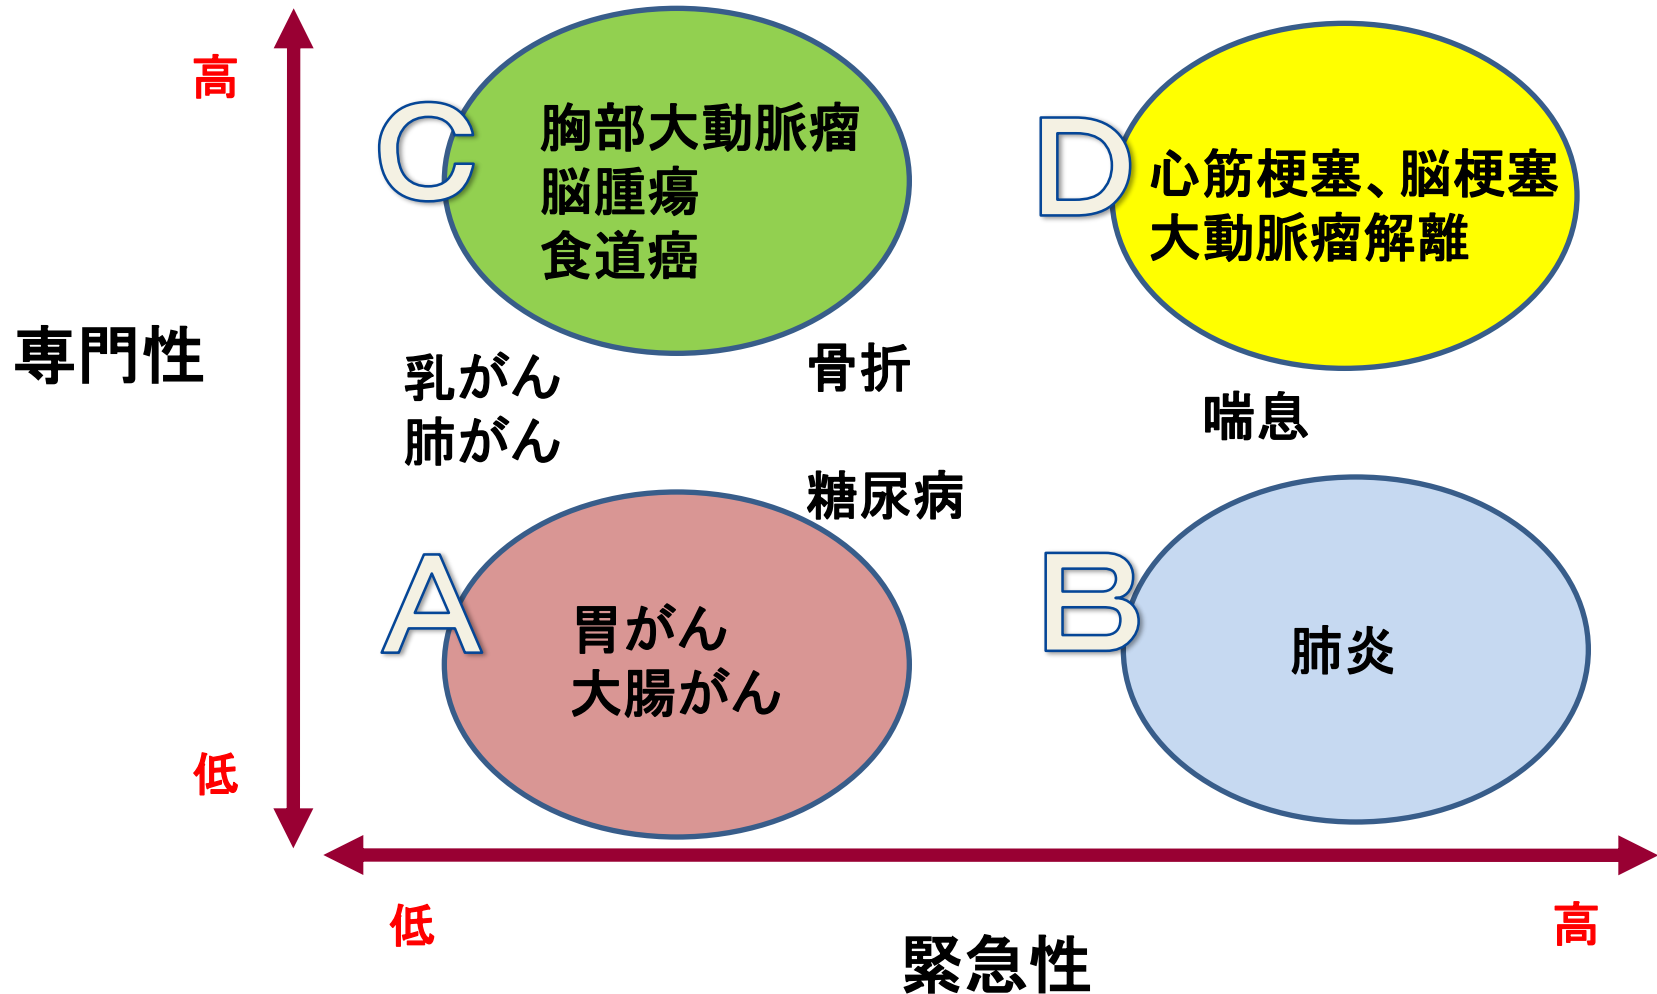 高
C
胸部大動脈瘤
脳腫瘍
食道癌
D
心筋梗塞、脳梗塞
大動脈瘤解離
専門性
乳がん
肺がん
骨折
喘息
糖尿病
A
胃がん
大腸がん
B
肺炎
低
低
高
緊急性